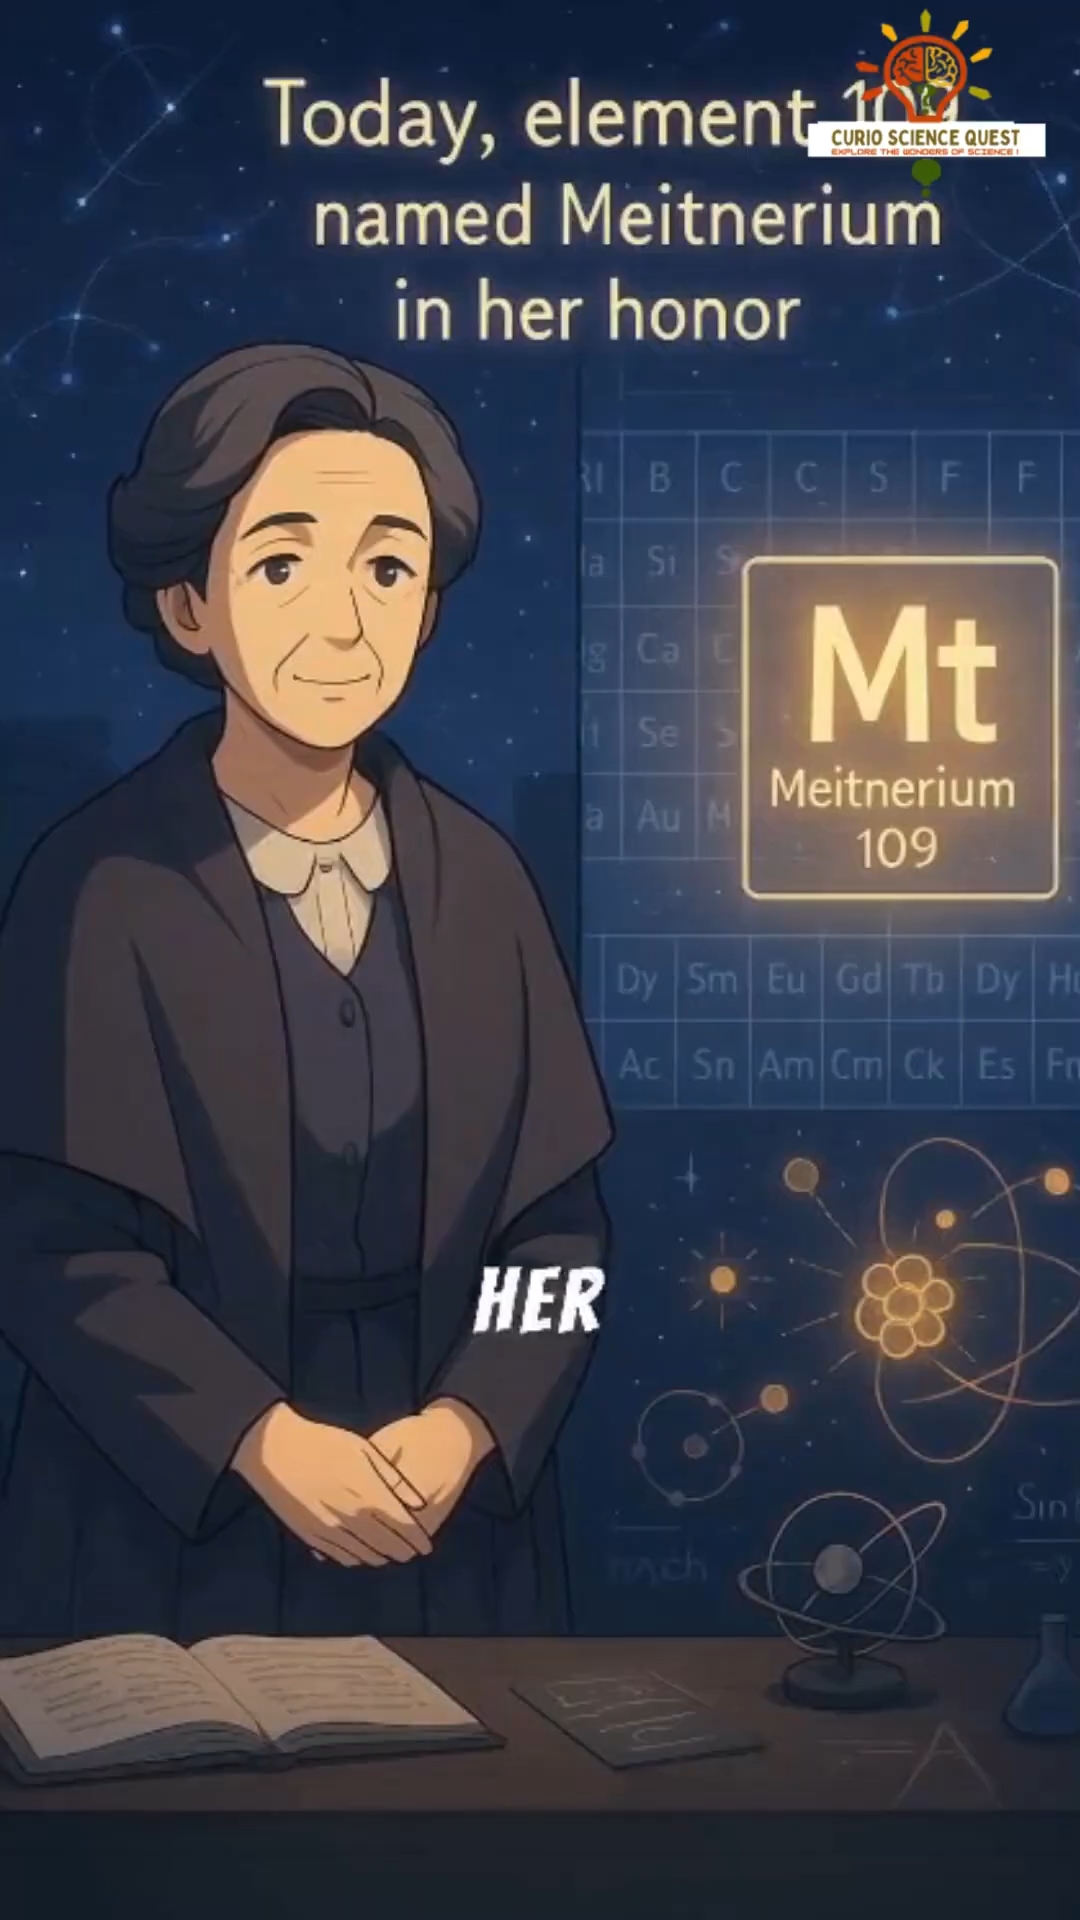 Today, element 109
CURIO SCIENCE QUEST
EXPLORE THE WONDERS OF SCIENCE !
named Meitnerium
in her honor
B C C S F F
Si
Mt
Ca
Se
Meitnerium
Au M
109
Dy Sm Eu Gd Tb Dy
Ac Sn Am Cm Ck Es
HER